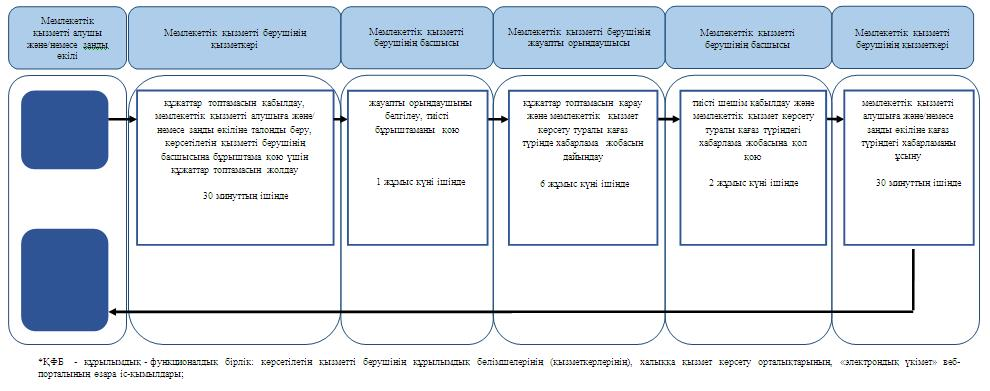 Мемлекеттік
қызметті алушы
және/немесе заңды
өкілі
Мемлекеттік қызметті берушінің
қызметкері
Мемлекеттік қызметті
берушінің басшысы
Мемлекеттік қызметті берушінің
жауапты орындаушысы
Мемлекеттік қызметті
берушінің басшысы
Мемлекеттік қызметті
берушінің қызметкері
құжаттар топтамасын қабылдау,
мемлекеттік қызметті алушыға және/
немесе заңды өкіліне талонды беру,
көрсетілетін қызметті берушінің
басшысына бұрыштама қою үшін
құжаттар топтамасын жолдау
30 минуттың ішінде
жауапты орындаушыны
белгілеу, тиісті
бұрыштаманы қою
1 жұмыс күні ішінде
құжаттар топтамасын қарау
және мемлекеттік қызмет
көрсету туралы қағаз
түрінде хабарлама жобасын
дайындау
6 жұмыс күні ішінде
тиісті шешім қабылдау және
мемлекеттік қызмет көрсету
туралы қағаз түріндегі
хабарлама жобасына қол
қою
2 жұмыс күні ішінде
мемлекеттік қызметті
алушыға және/немесе
заңды өкіліне қағаз
түріндегі хабарламаны
ұсыну
30 минуттың ішінде
*ҚФБ - құрылымдық - функционалдық бірлік: көрсетілетін қызметті берушінің құрылымдық бөлімшелерінің (қызметкерлерінің), халыққа қызмет көрсету орталықтарының, «электрондық үкімет» веб-
порталының өзара іс-қимылдары;